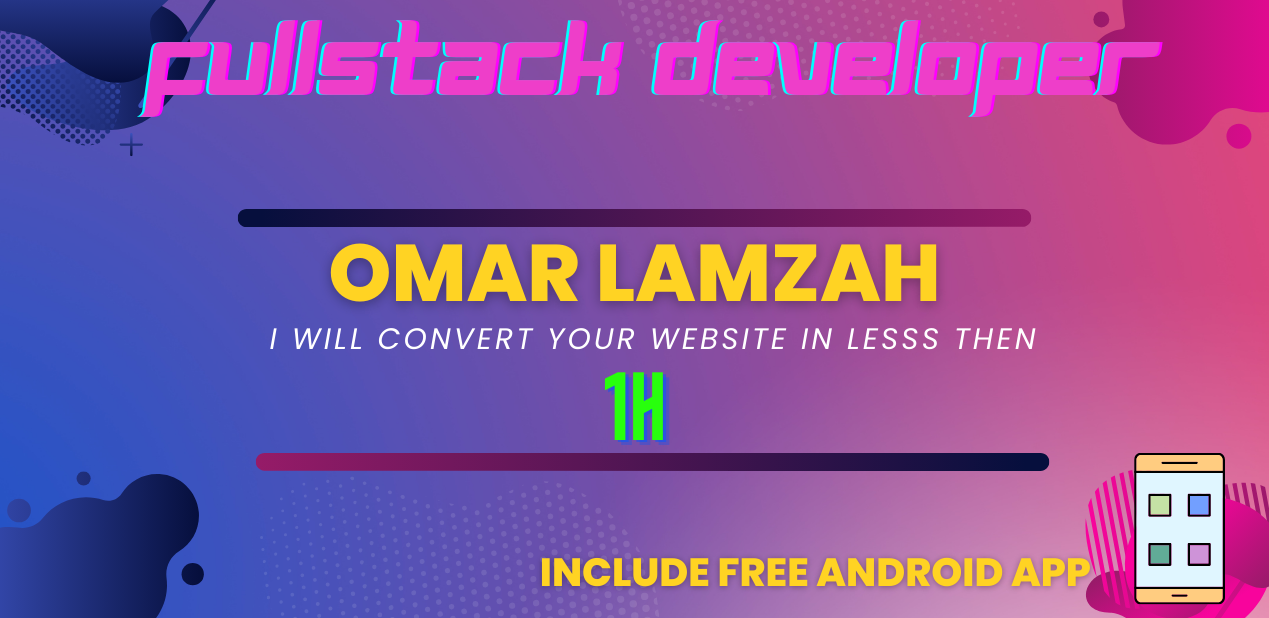 fullstack developer
OMAR LAMZAH
I WILL CONVERT YOUR WEBSITE IN LESSS THEN
1H
INCLUDE FREE ANDROID APP